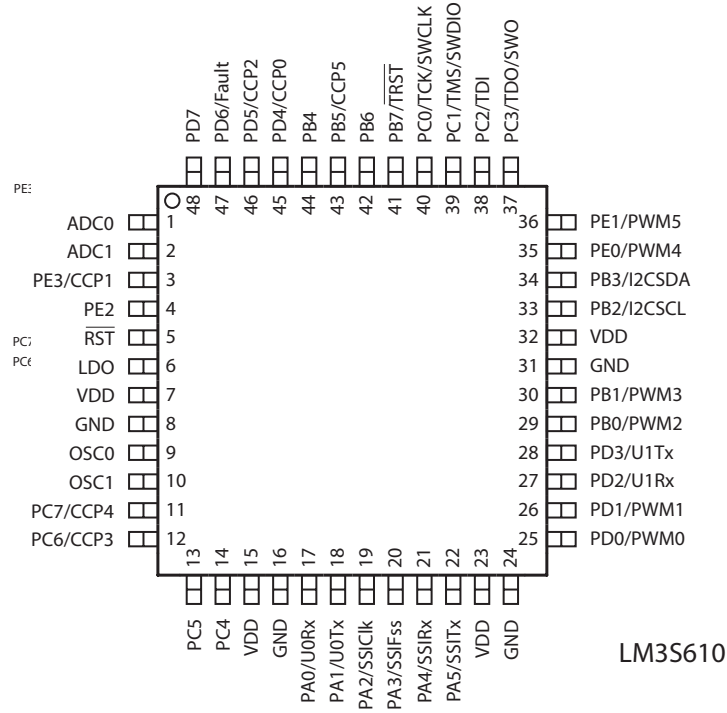 PD7
PD6/Fault
PD5/CCP2
PD4/CCP0
PB4
PB5/CCP5
PB6
PB7/TRST
PC0/TCK/SWCLK
PC1/TMS/SWDIO
PC2/TDI
PC3/TDO/SWO
48
47
46
45
44
43
42
41
40
39
38
37
ADC0 1
ADC1 2
PE3/CCP1 3
PE2 4
RST 5
LDO 6
VDD 7
GND 8
OSC0 9
OSC1 10
PC7/CCP4 11
PC6/CCP3 12
36 PE1/PWM5
35 PE0/PWM4
34 PB3/I2CSDA
33 PB2/I2CSCL
32 VDD
31 GND
30 PB1/PWM3
29 PB0/PWM2
28 PD3/U1Tx
27 PD2/U1Rx
26 PD1/PWM1
25 PD0/PWM0
13
14
15
16
17
18
19
20
21
22
23
24
PC5
PC4
VDD
GND
PA0/U0Rx
PA1/U0Tx
PA2/SSIClk
PA3/SSIFss
PA4/SSIRx
PA5/SSITx
VDD
GND
LM3S610